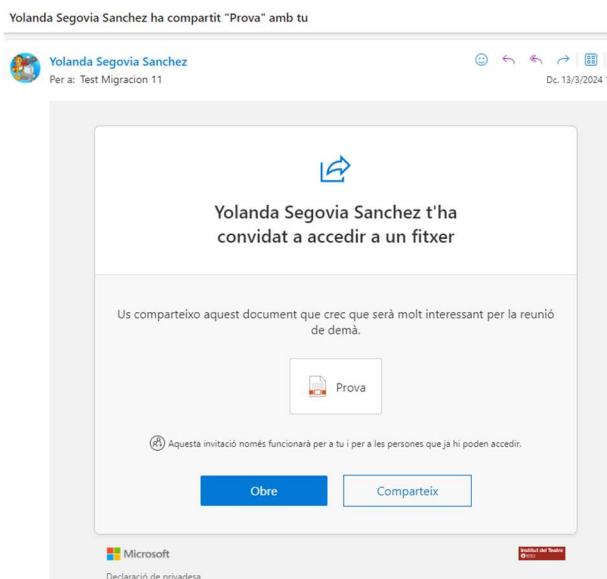 Yolanda Segovia Sanchez ha compartit "Prova" amb tu
Yolanda Segovia Sanchez
Per a: Test Migracion 11
Dc. 13/3/2024
Yolanda Segovia Sanchez t'ha
convidat a accedir a un fitxer
Us comparteixo aquest document que crec que serà molt interessant per la reunió
de demà.
Prova
Aquesta invitació només funcionarà per a tu i per a les persones que ja hi poden accedir.
Obre
Comparteix
Microsoft
Institut del Teatre
Declaració de privadesa